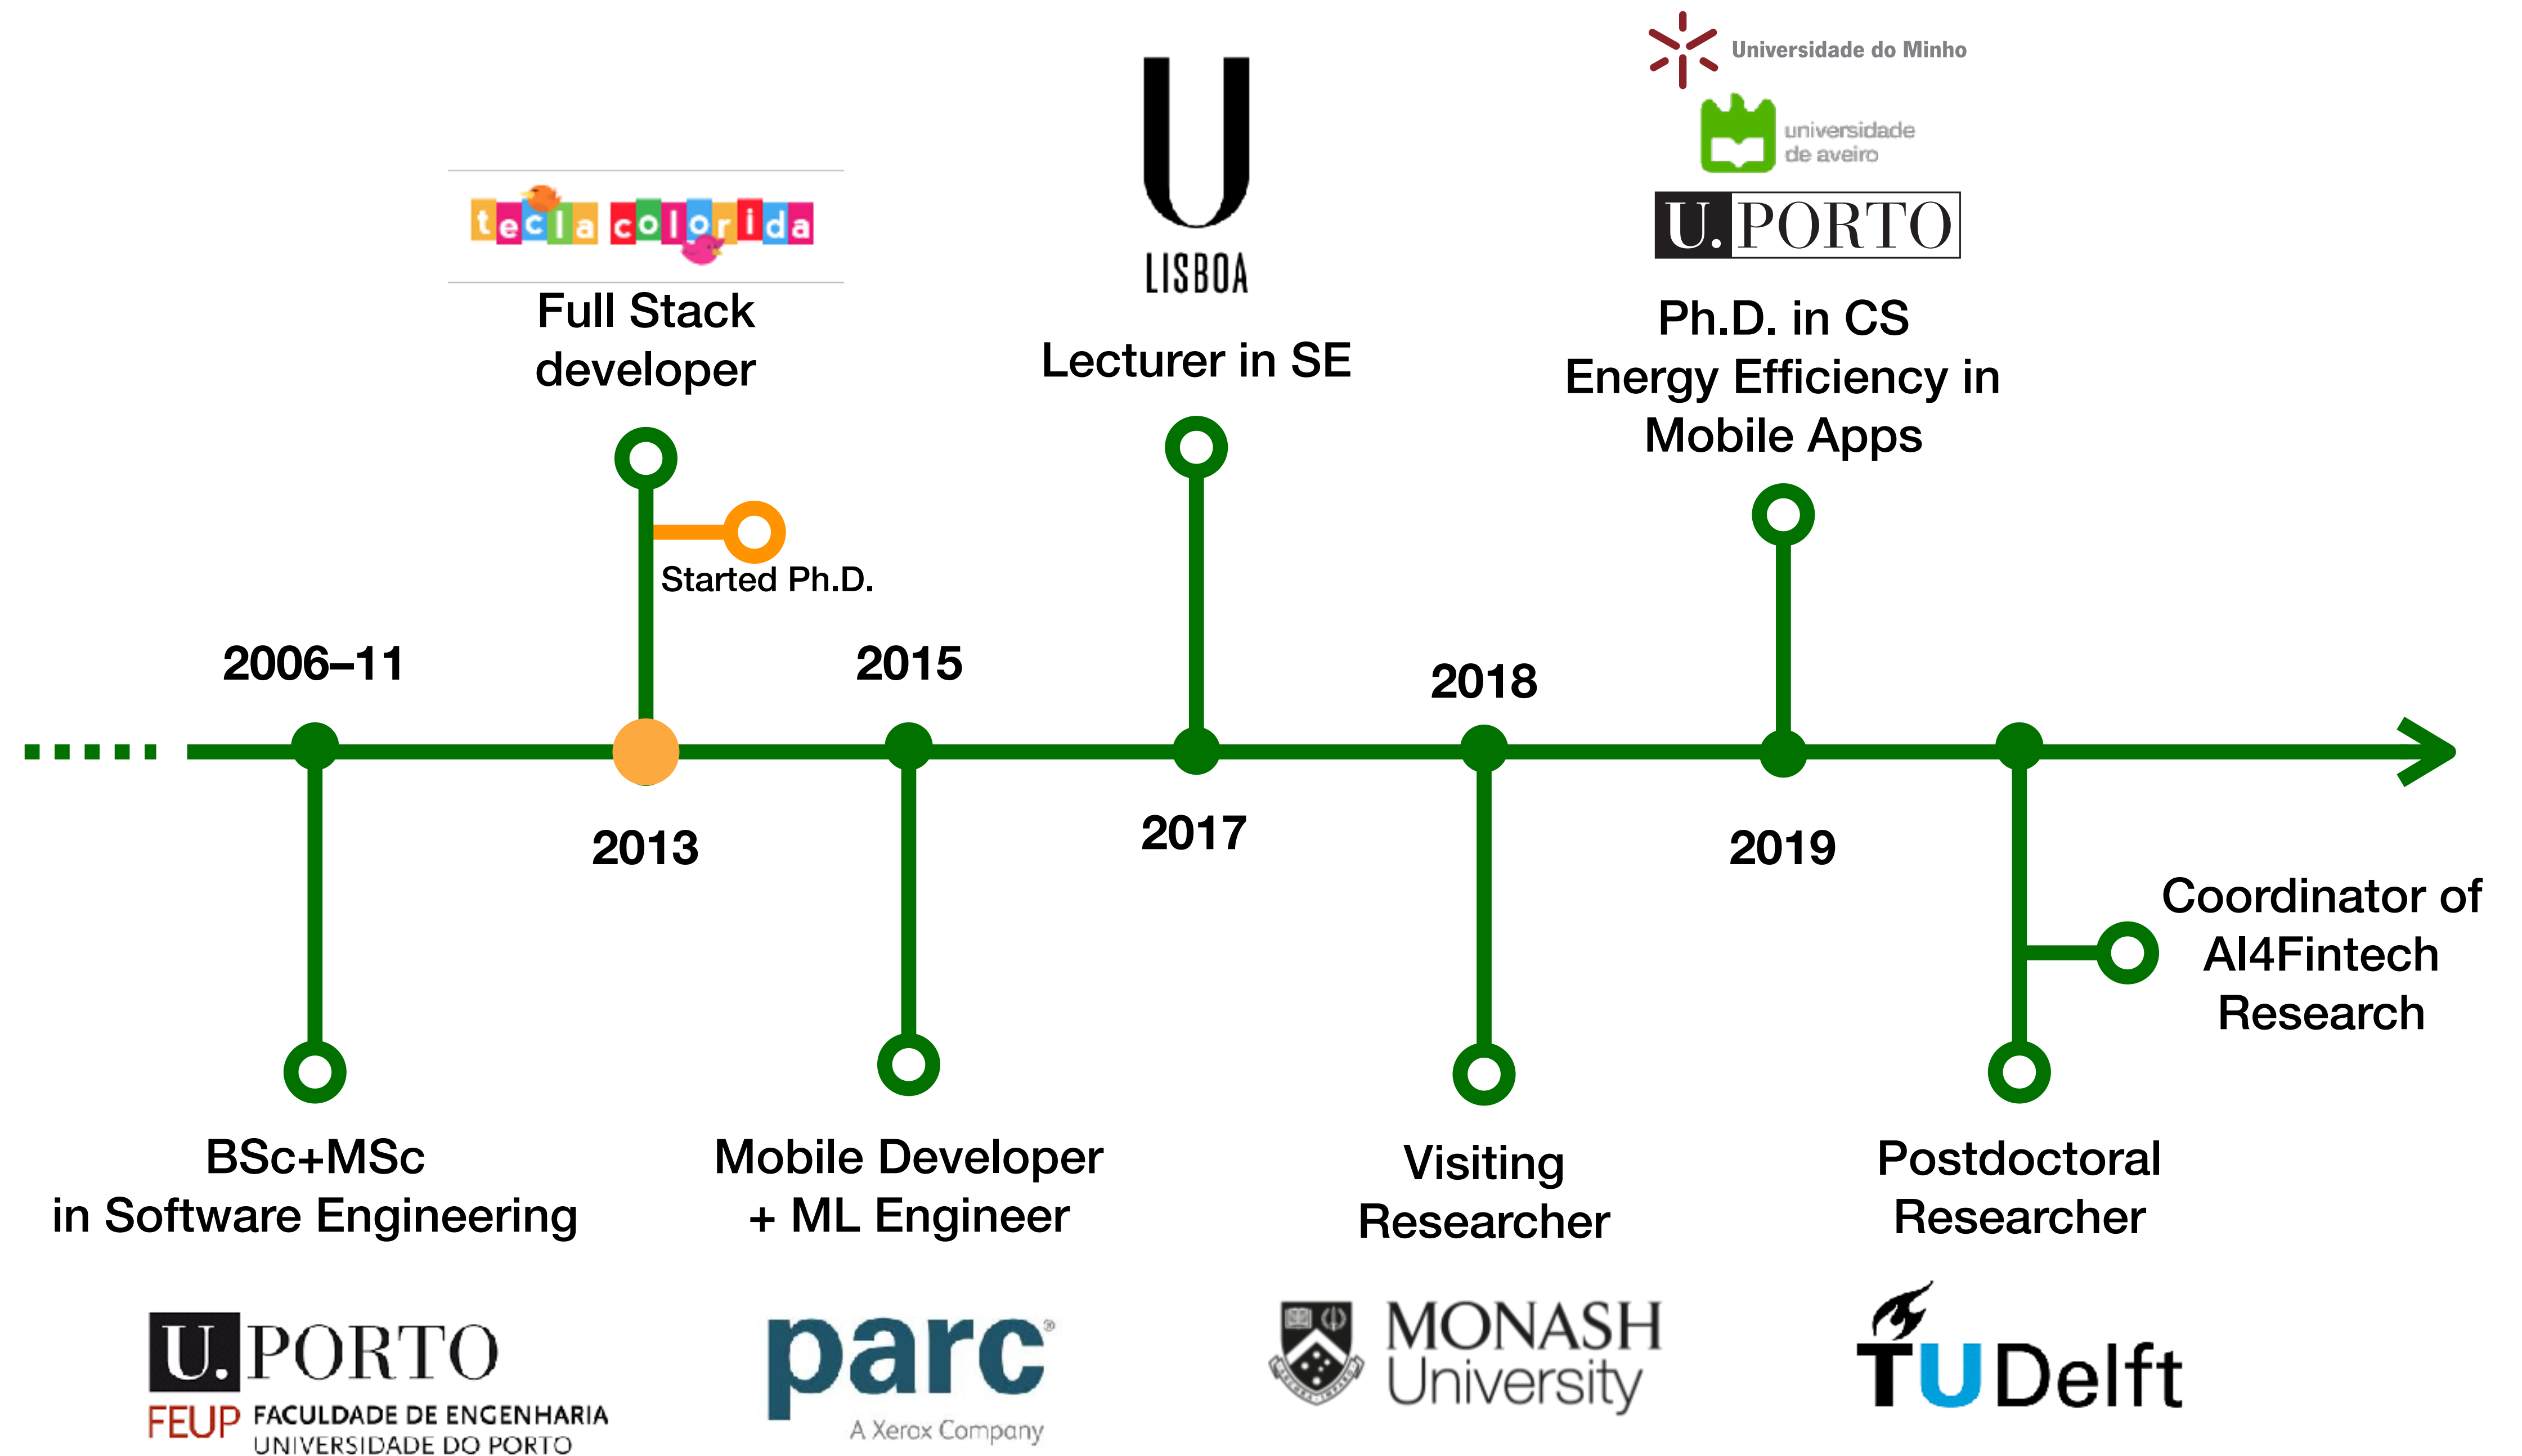 Universidade do Minho
universidade
de aveiro
U. PORTO
tecla colorida
U
LISBOA
Full Stack
developer
Lecturer in SE
Ph.D. in CS
Energy Efficiency in
Mobile Apps
Started Ph.D.
2006–11
2015
2018
2013
2017
2019
Coordinator of
AI4Fintech
Research
BSc+MSc
in Software Engineering
Mobile Developer
+ ML Engineer
Visiting
Researcher
Postdoctoral
Researcher
U. PORTO
FEUP FACULDADE DE ENGENHARIA
UNIVERSIDADE DO PORTO
parc®
A Xerox Company
MONASH
University
TUDelft